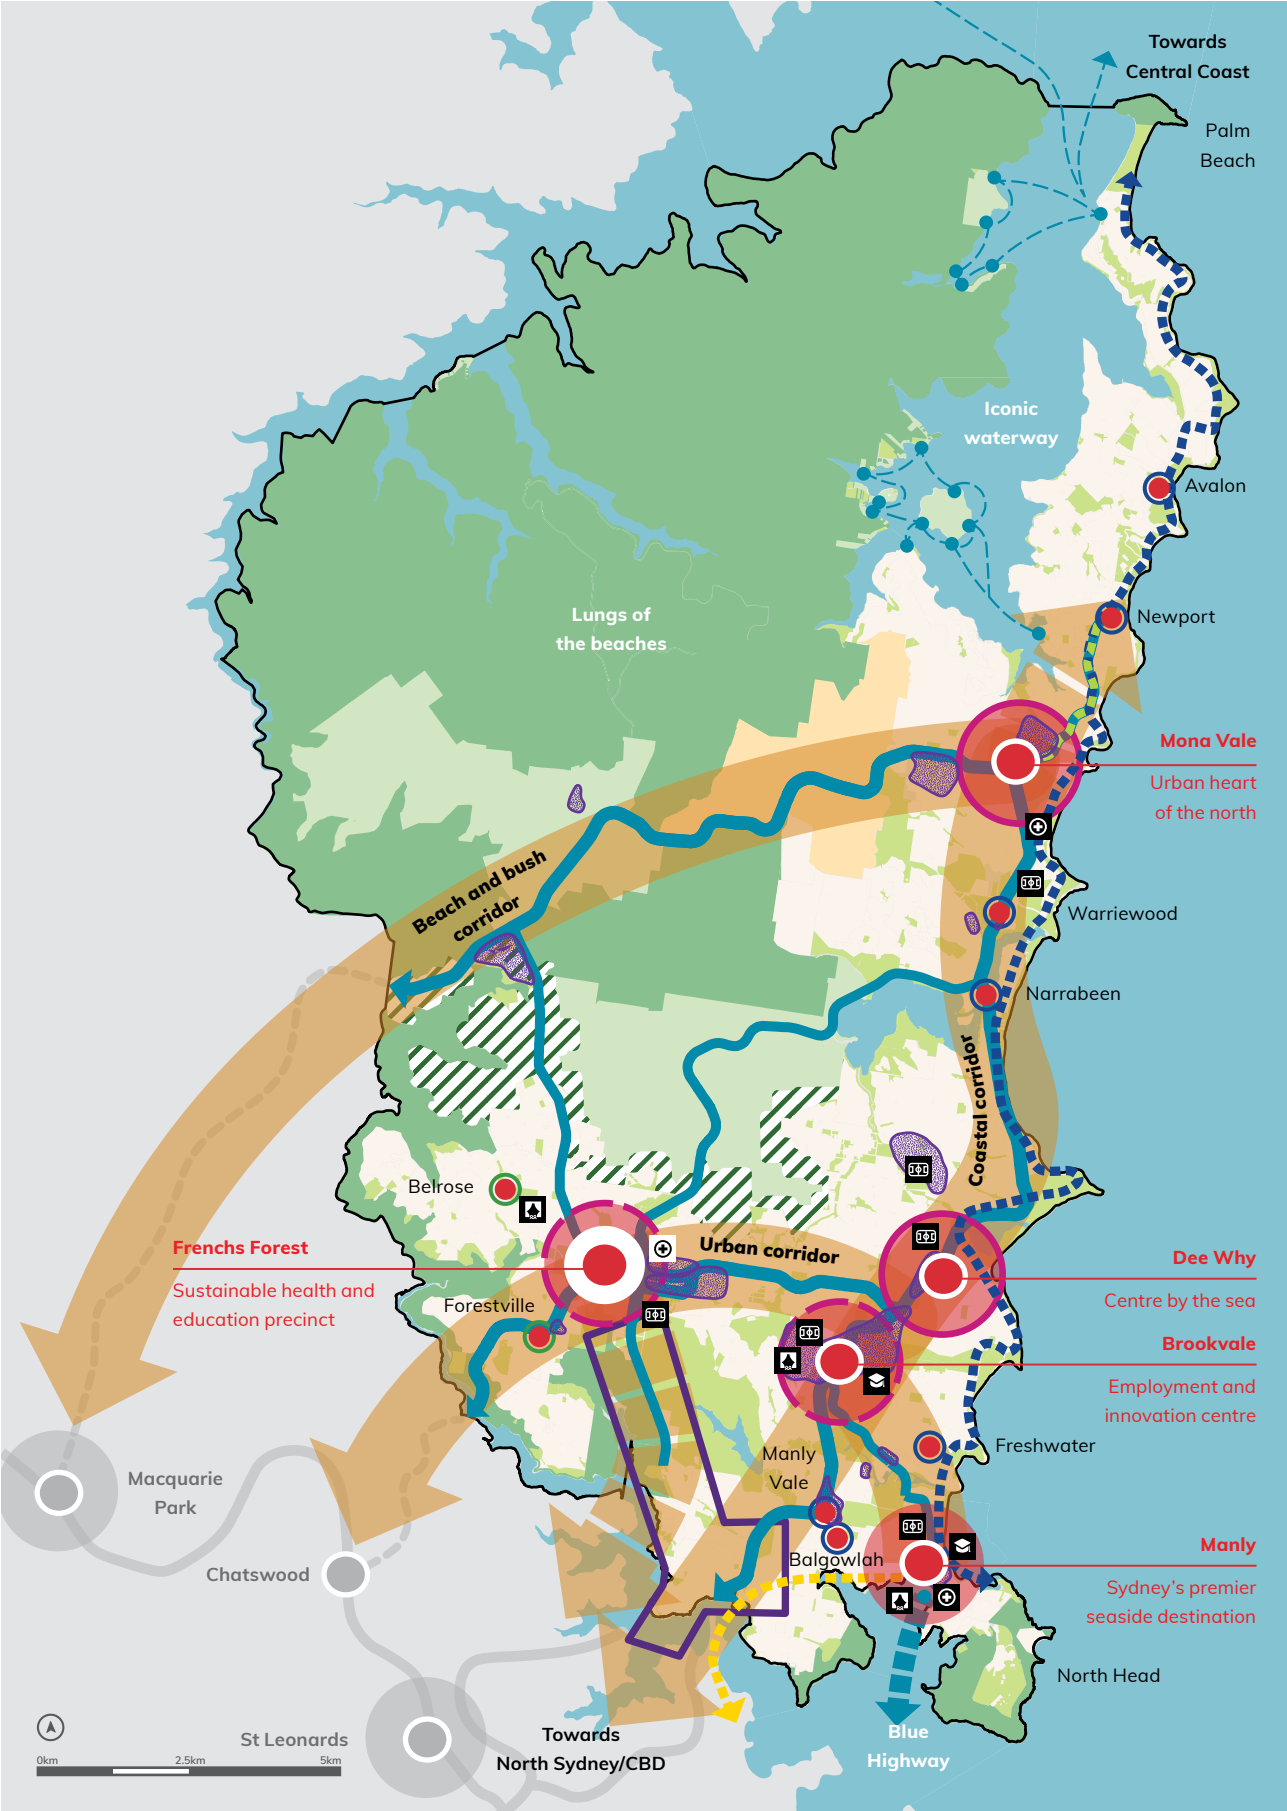 Towards
Central Coast
Palm
Beach
Iconic
waterway
Avalon
Lungs of
the beaches
Newport
Mona Vale
Urban heart
of the north
Beach and bush
corridor
Warriewood
Narrabeen
Coastal corridor
Belrose
Frenchs Forest
Sustainable health and
education precinct
Urban corridor
Forestville
Dee Why
Centre by the sea
Brookvale
Employment and
innovation centre
Freshwater
Manly
Vale
Macquarie
Park
Balgowlah
Manly
Sydney's premier
seaside destination
Chatswood
North Head
St Leonards
Towards
North Sydney/CBD
Blue
Highway
0km 2.5km 5km